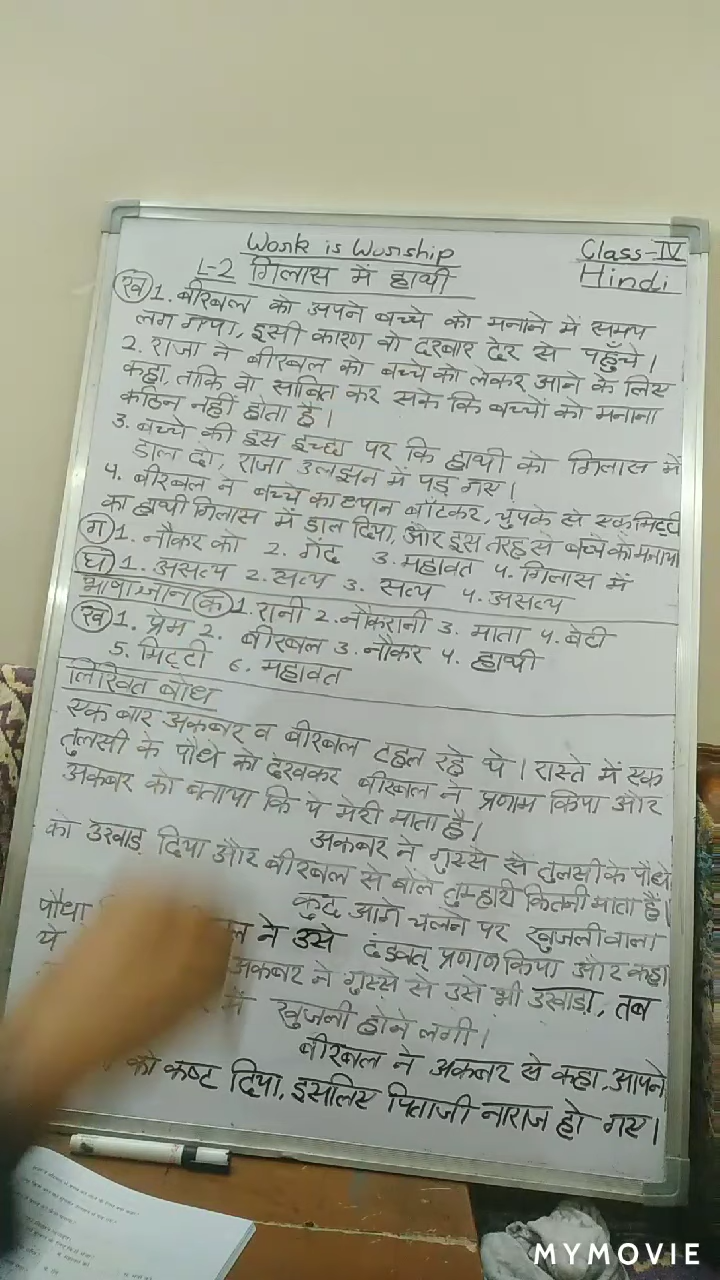 Work is Worship
Class-IV
L-2 गिलास में हाथी
Hindi
(ख) 1. बीरबल को अपने बच्चे को मनाने में समय
लग गया, इसी कारण वो दरबार देर से पहुँचे।
2. राजा ने बीरबल को बच्चे को लेकर आने के लिए
कहा, ताकि वो साबित कर सके कि बच्चों को मनाना
कठिन नहीं होता है।
3. बच्चे की इस इच्छा पर कि हाथी को गिलास में
डाल दो, राजा उलझन में पड़ गए।
4. बीरबल ने बच्चे का ध्यान बाँटकर, चुपके से एक मिट्टी
का हाथी गिलास में डाल दिया, और इस तरह से बच्चे को मनाया
(ग) 1. नौकर को 2. गेंद 3. महावत 4. गिलास में
(घ) 1. असत्य 2. सत्य 3. सत्य 4. असत्य
भाषाज्ञान (क) 1. रानी 2. नौकरानी 3. माता 4. बेटी
(ख) 1. प्रेम 2. बीरबल 3. नौकर 4. हाथी
5. मिट्टी 6. महावत
लिखित बोध
एक बार अकबर व बीरबल टहल रहे थे। रास्ते में एक
तुलसी के पौधे को देखकर बीरबल ने प्रणाम किया और
अकबर को बताया कि ये मेरी माता है।
अकबर ने गुस्से से तुलसी के पौधे
को उखाड़ दिया और बीरबल से बोले तुम्हारी कितनी माता हैं।
कुछ आगे चलने पर खुजलीवाला
पौधा ने उसे दंडवत् प्रणाण किया और कहा
ये अकबर ने गुस्से से उसे भी उखाडा, तब
में खुजली होने लगी।
बीरबल ने अकबर से कहा, आपने
को कष्ट दिया, इसलिए पिताजी नाराज हो गए।
MYMOVIE